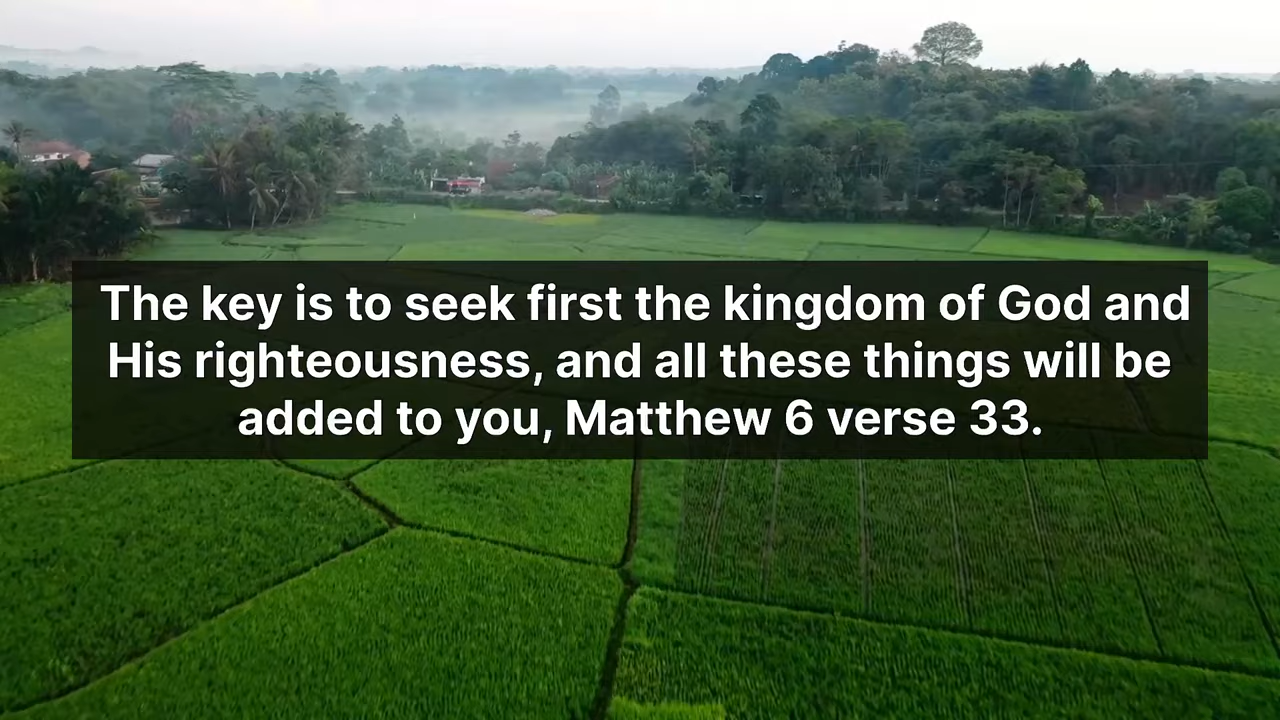 The key is to seek first the kingdom of God and
His righteousness, and all these things will be
added to you, Matthew 6 verse 33.